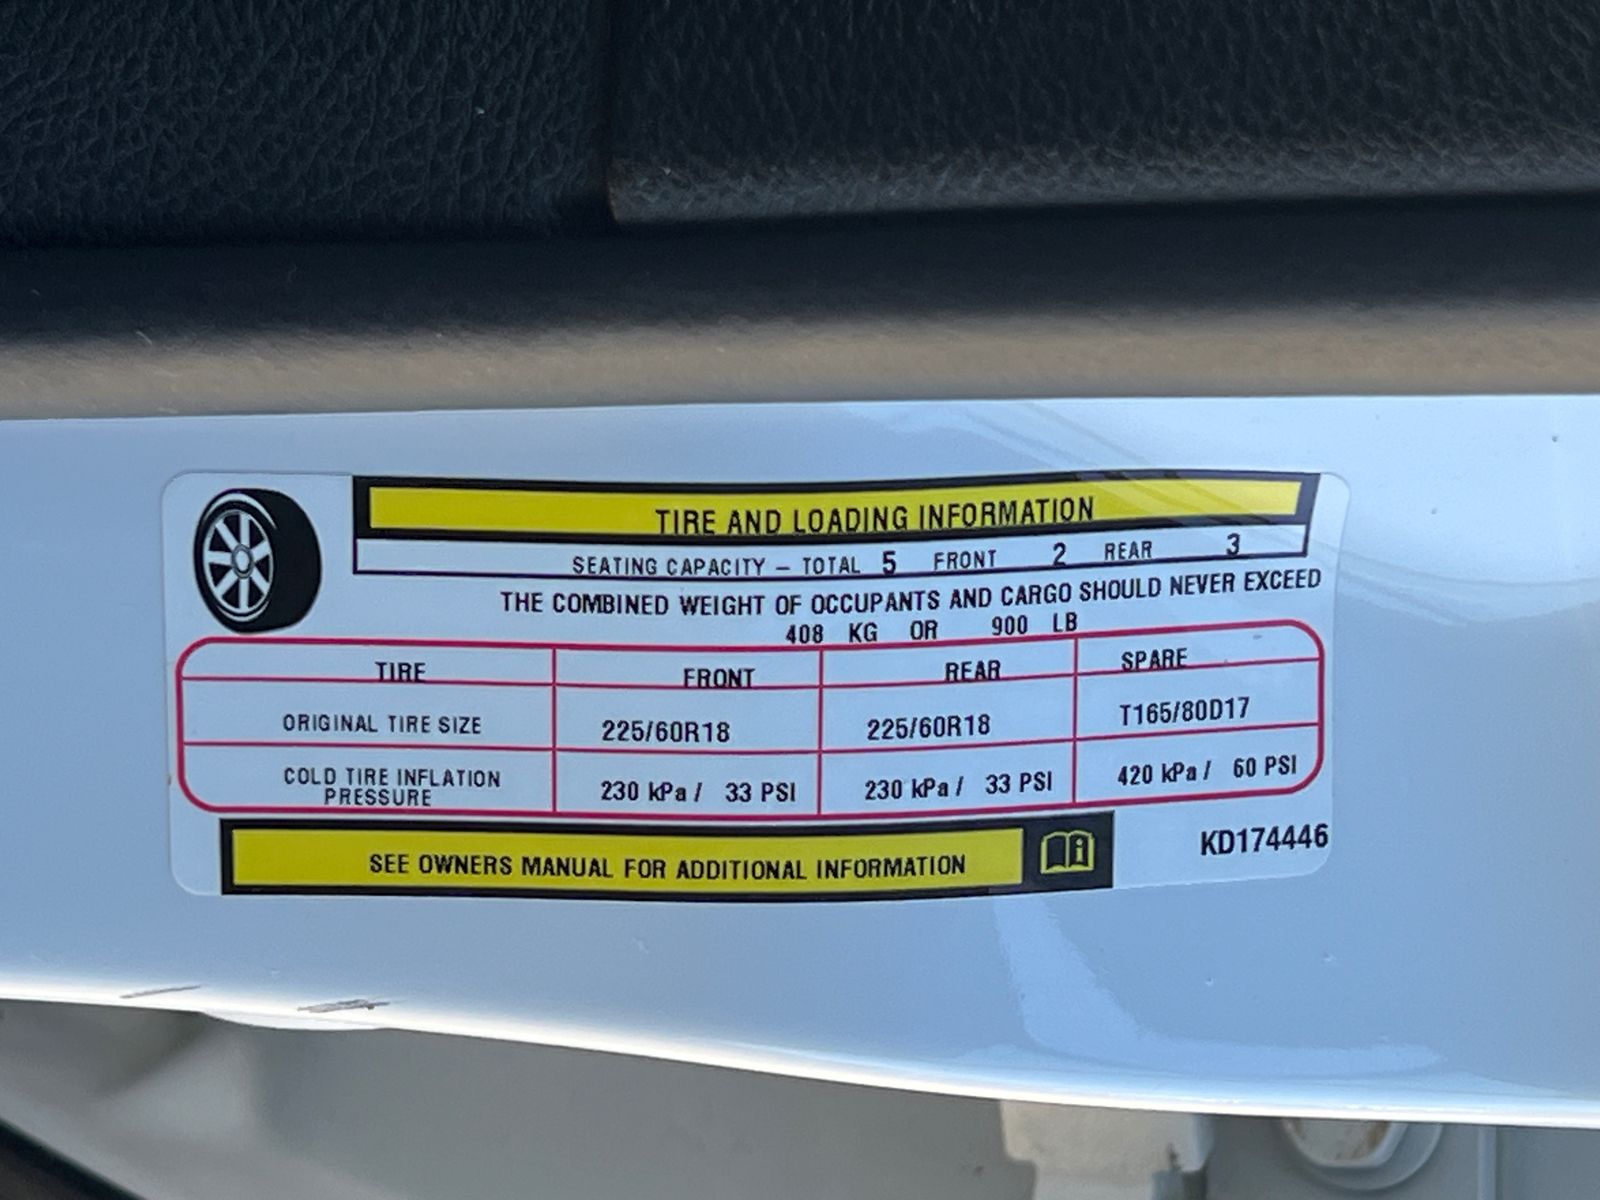 TIRE AND LOADING INFORMATION
SEATING CAPACITY – TOTAL 5 FRONT 2 REAR 3
THE COMBINED WEIGHT OF OCCUPANTS AND CARGO SHOULD NEVER EXCEED
408 KG OR 900 LB
TIRE FRONT REAR SPARE
ORIGINAL TIRE SIZE 225/60R18 225/60R18 T165/80D17
COLD TIRE INFLATION
PRESSURE 230 kPa / 33 PSI 230 kPa / 33 PSI 420 kPa / 60 PSI
SEE OWNERS MANUAL FOR ADDITIONAL INFORMATION
KD174446